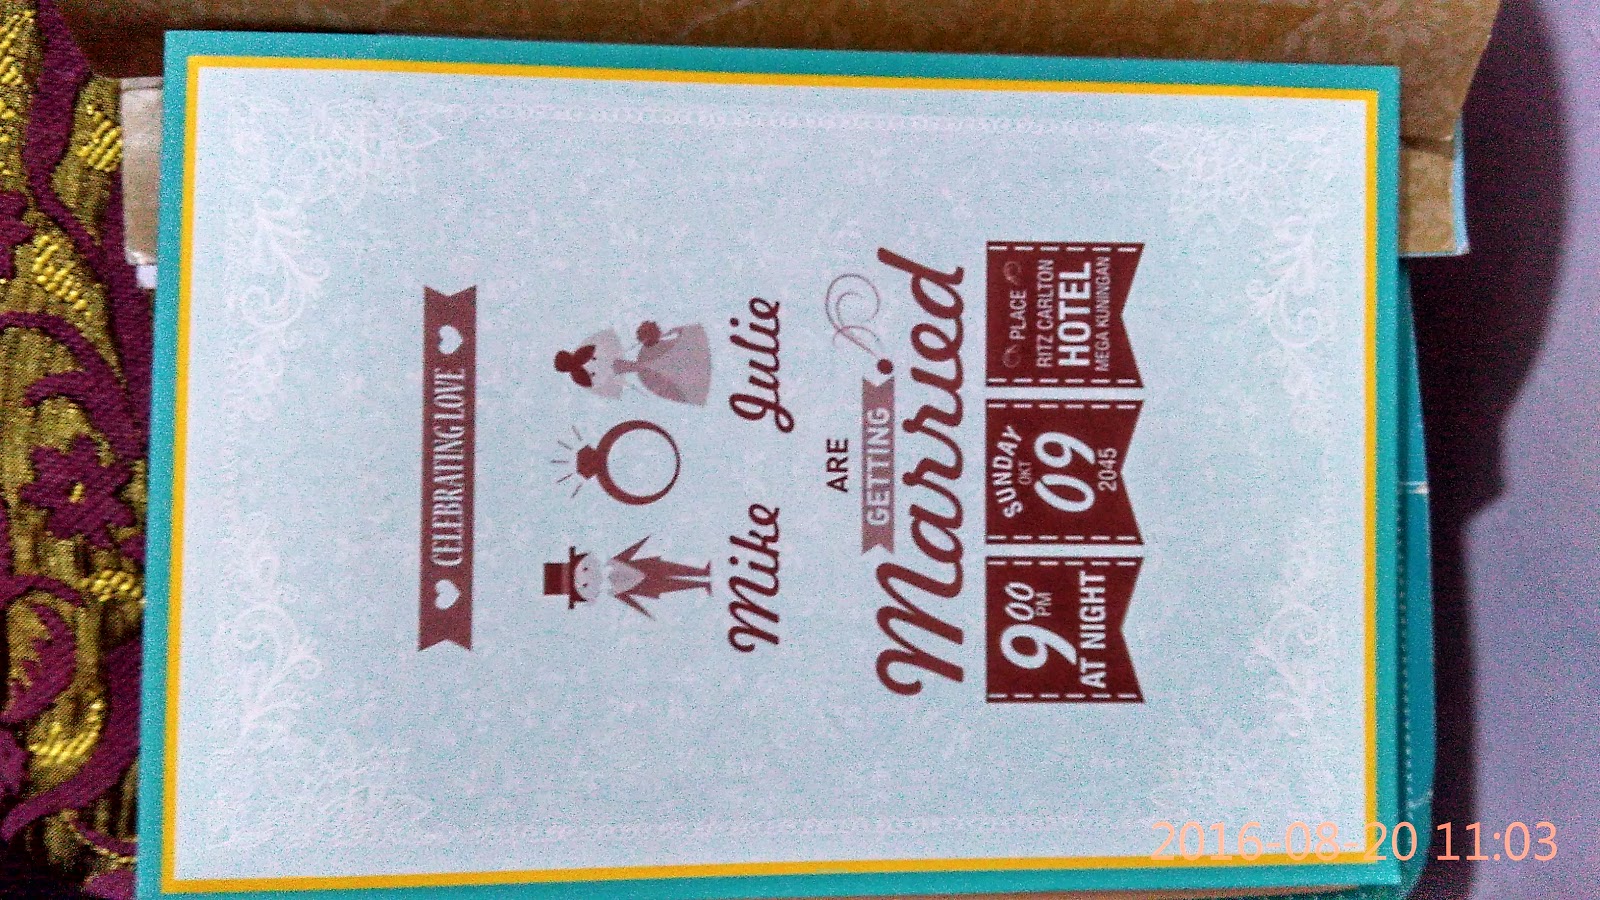 CELEBRATING LOVE
Mike Julie
ARE
GETTING
Married
9 00 PM
AT NIGHT
SUNDAY
OKT
09
2045
PLACE
RITZ CARLTON
HOTEL
MEGA KUNINGAN
2016-08-20 11:03